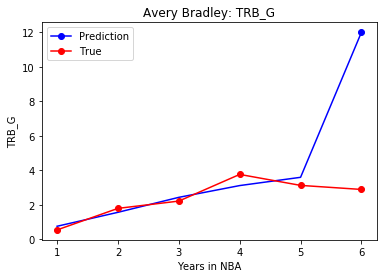 Avery Bradley: TRB_G
Prediction
True
12
10
8
6
4
2
0
TRB_G
1 2 3 4 5 6
Years in NBA